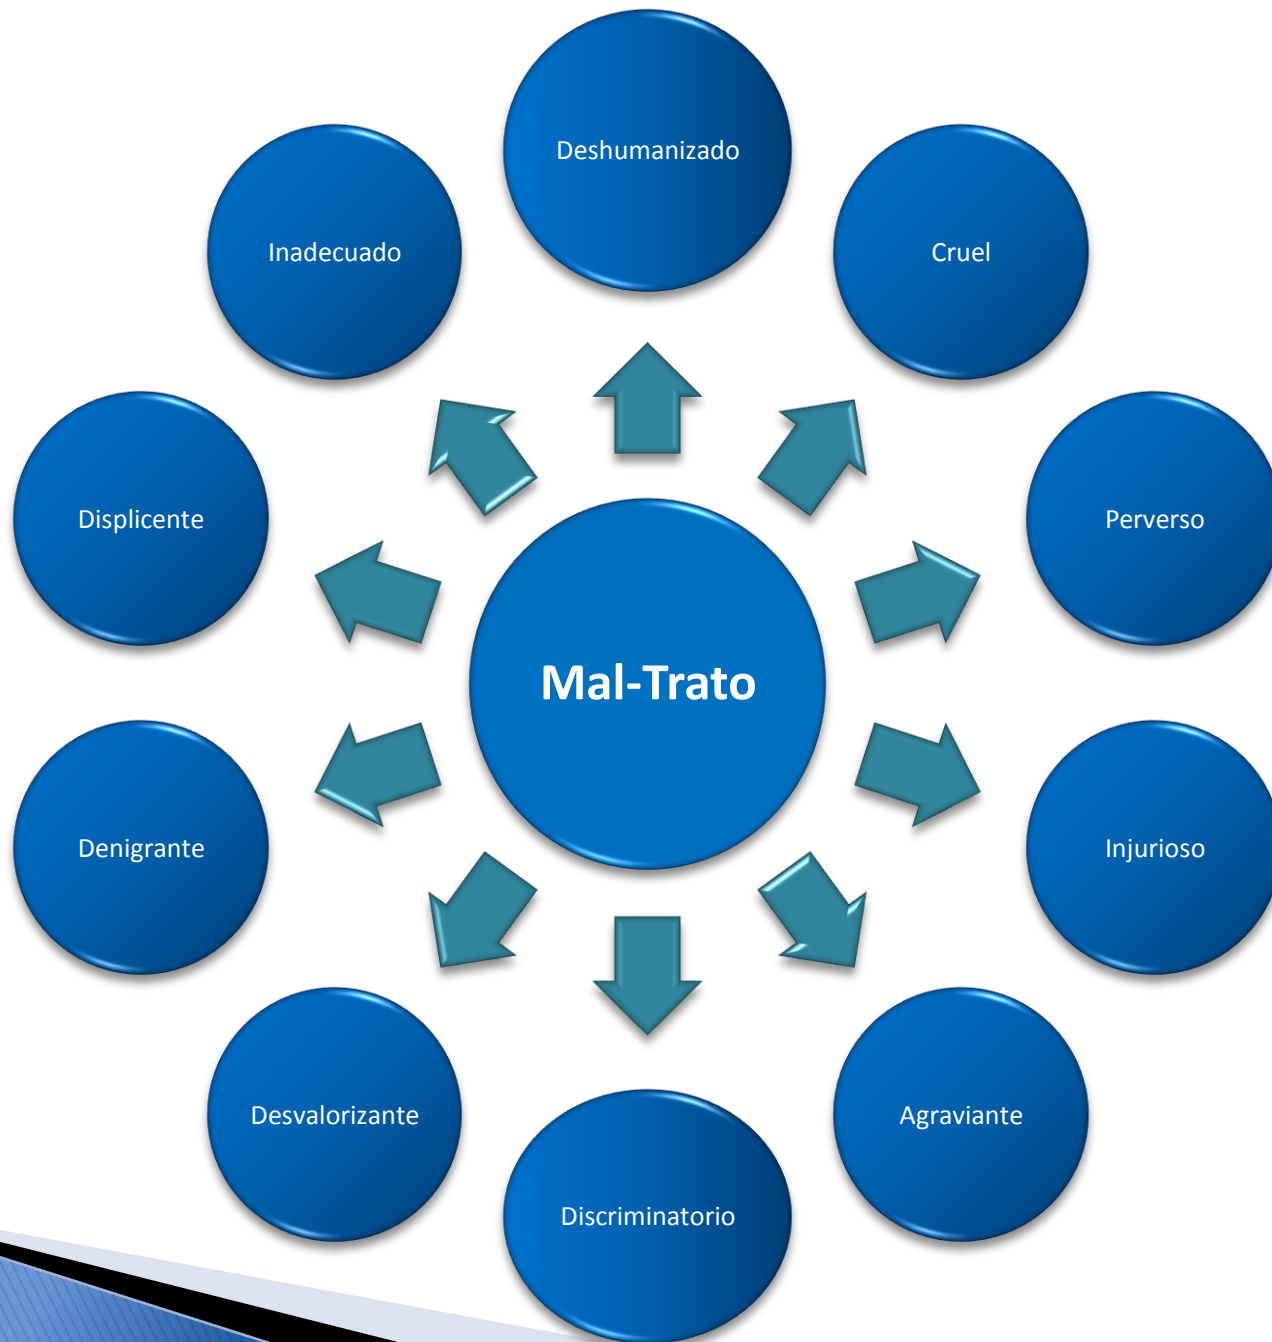 Deshumanizado
Inadecuado
Cruel
Displicente
Perverso
Mal-Trato
Denigrante
Injurioso
Desvalorizante
Agraviante
Discriminatorio